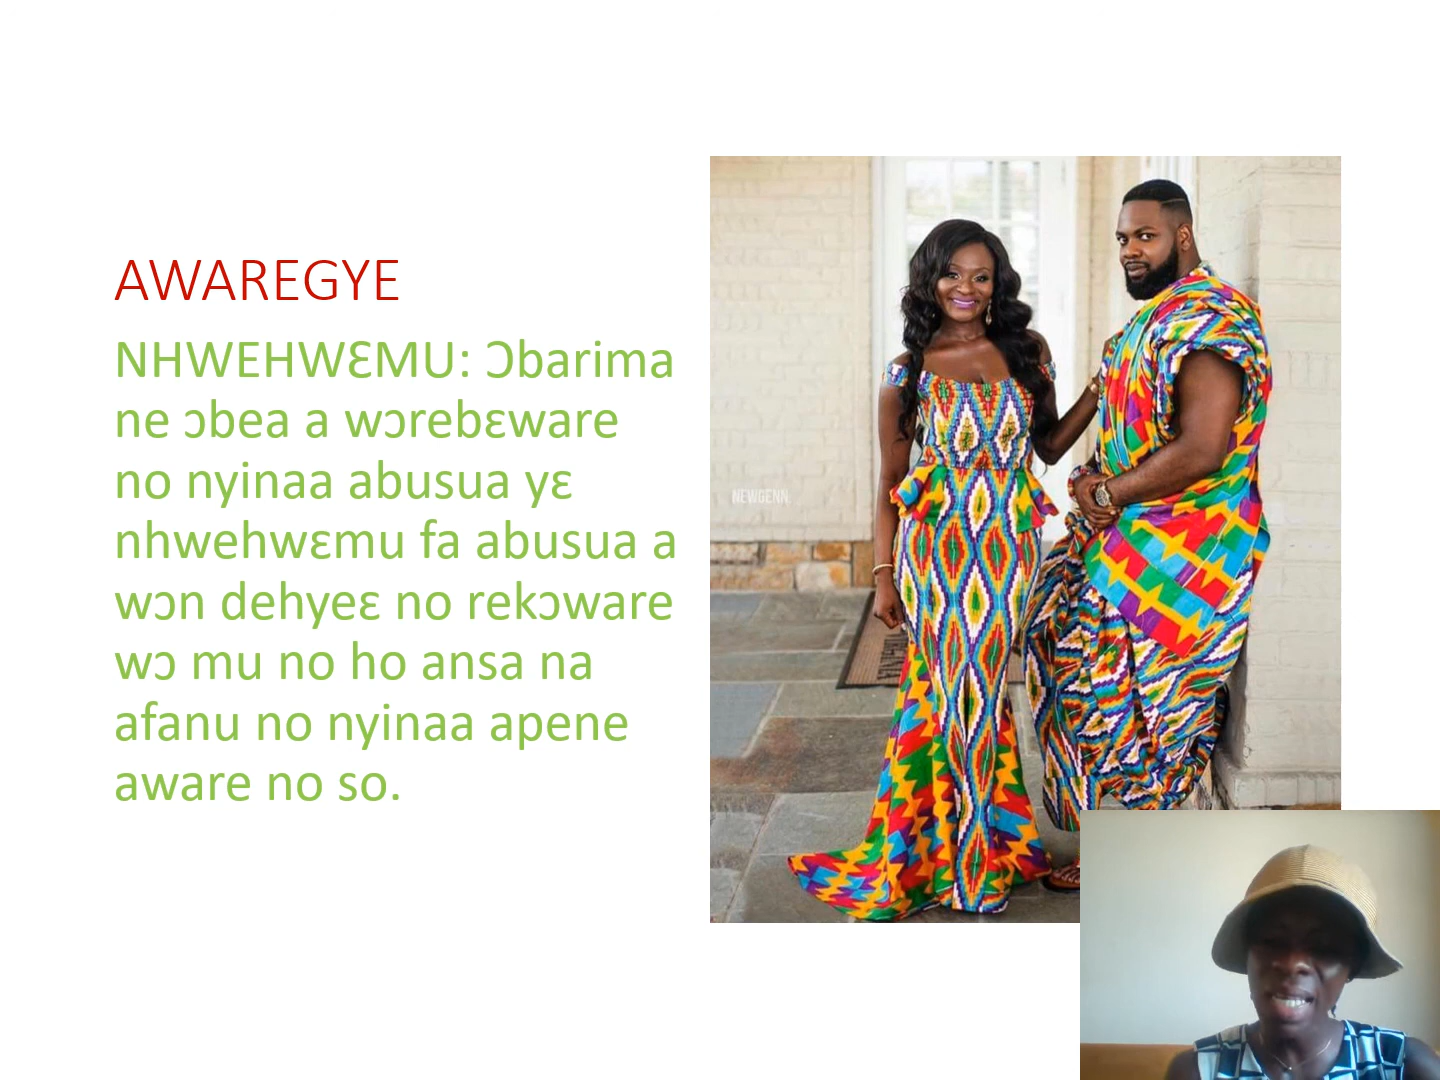 AWAREGYE
NHWEHWƐMU: Ɔbarima
ne ɔbea a wɔrebɛware
no nyinaa abusua yɛ
nhwehwɛmu fa abusua a
wɔn dehyeɛ no rekɔware
wɔ mu no ho ansa na
afanu no nyinaa apene
aware no so.
NEWGENN